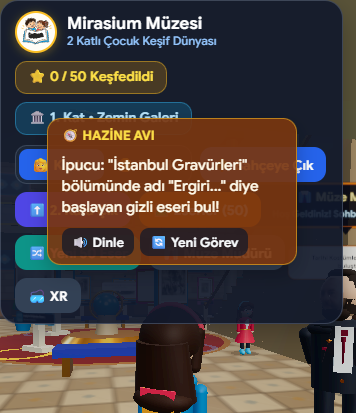 Mirasium Müzesi
2 Katlı Çocuk Keşif Dünyası
0 / 50 Keşfedildi
1. Kat • Zemin Galeri
HAZİNE AVI
İpucu: "İstanbul Gravürleri"
bölümünde adı "Ergiri..." diye
başlayan gizli eseri bul!
Dinle
Yeni Görev
XR